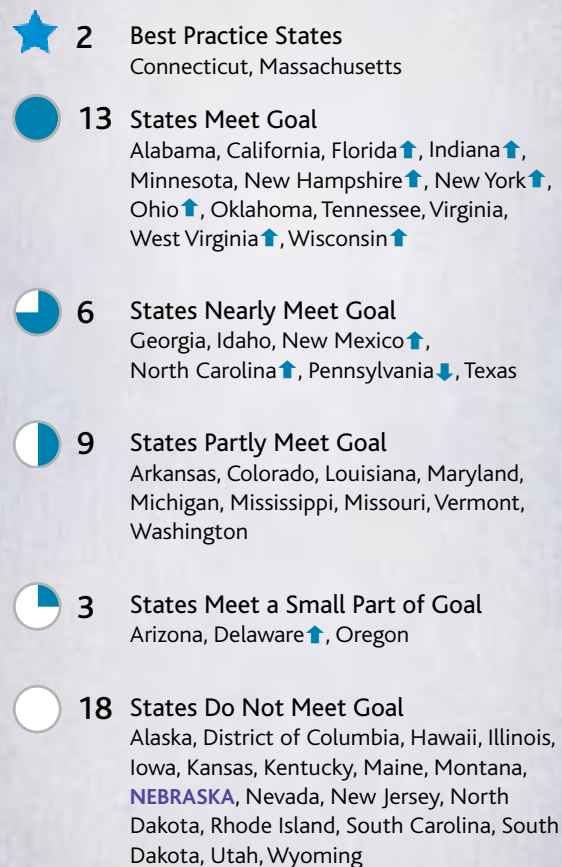 2 Best Practice States
Connecticut, Massachusetts
13 States Meet Goal
Alabama, California, Florida⬆, Indiana⬆,
Minnesota, New Hampshire⬆, New York⬆,
Ohio⬆, Oklahoma, Tennessee, Virginia,
West Virginia⬆, Wisconsin⬆
6 States Nearly Meet Goal
Georgia, Idaho, New Mexico⬆,
North Carolina⬆, Pennsylvania⬇, Texas
9 States Partly Meet Goal
Arkansas, Colorado, Louisiana, Maryland,
Michigan, Mississippi, Missouri, Vermont,
Washington
3 States Meet a Small Part of Goal
Arizona, Delaware⬆, Oregon
18 States Do Not Meet Goal
Alaska, District of Columbia, Hawaii, Illinois,
Iowa, Kansas, Kentucky, Maine, Montana,
NEBRASKA, Nevada, New Jersey, North
Dakota, Rhode Island, South Carolina, South
Dakota, Utah, Wyoming